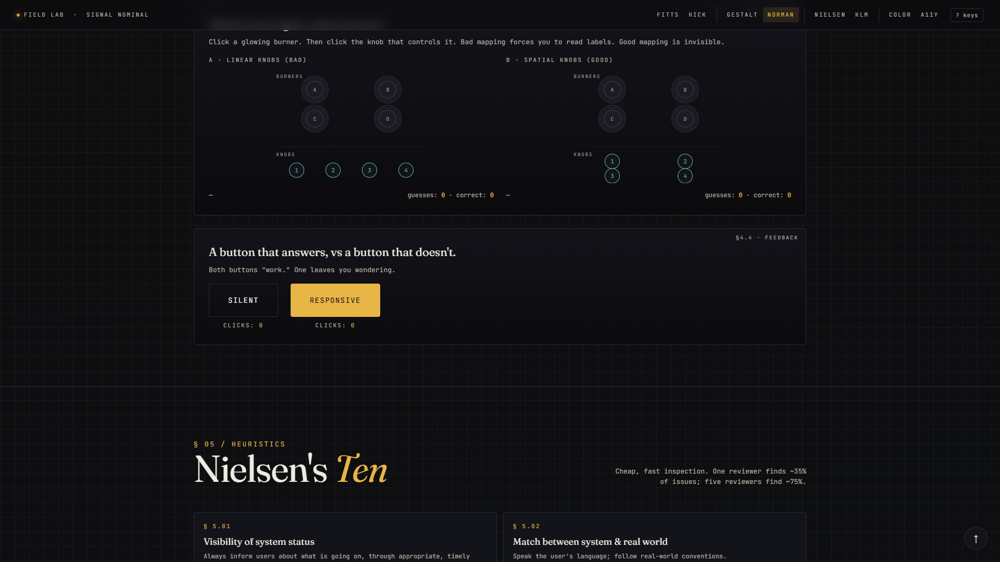 FIELD LAB · SIGNAL NOMINAL
FITTS HICK GESTALT NORMAN NIELSEN KLM COLOR A11Y ? keys
Click a glowing burner. Then click the knob that controls it. Bad mapping forces you to read labels. Good mapping is invisible.
A · LINEAR KNOBS (BAD)
BURNERS
A B
C D
KNOBS
1 2 3 4
— guesses: 0 · correct: 0
B · SPATIAL KNOBS (GOOD)
BURNERS
A B
C D
KNOBS
1 2
3 4
— guesses: 0 · correct: 0
§4.4 · FEEDBACK
A button that answers, vs a button that doesn't.
Both buttons "work." One leaves you wondering.
SILENT RESPONSIVE
CLICKS: 0 CLICKS: 0
§ 05 / HEURISTICS
Nielsen's Ten
Cheap, fast inspection. One reviewer finds ~35%
of issues; five reviewers find ~75%.
§ 5.01
Visibility of system status
Always inform users about what is going on, through appropriate, timely
§ 5.02
Match between system & real world
Speak the user's language; follow real-world conventions.
↑